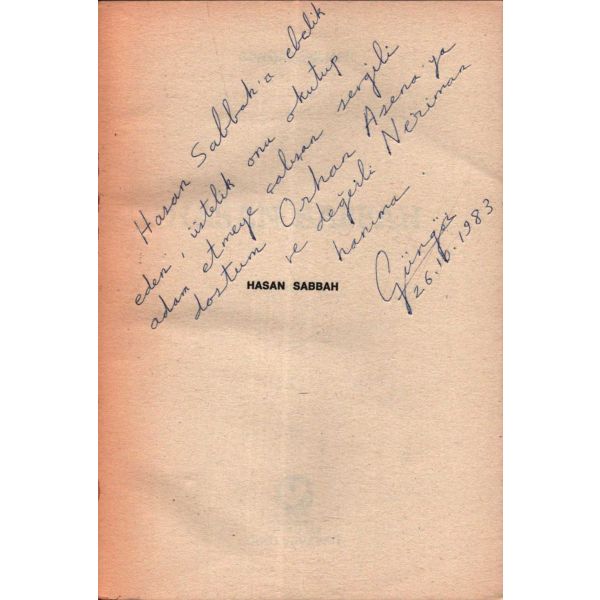 Hasan Sabbah'a ebelik
eden, üstelik onu okutup
adam etmeye çalışan sevgili
dostum Orhan Asena'ya
ve değerli Neriman
hanıma.
Güngör
26.10.1983
HASAN SABBAH